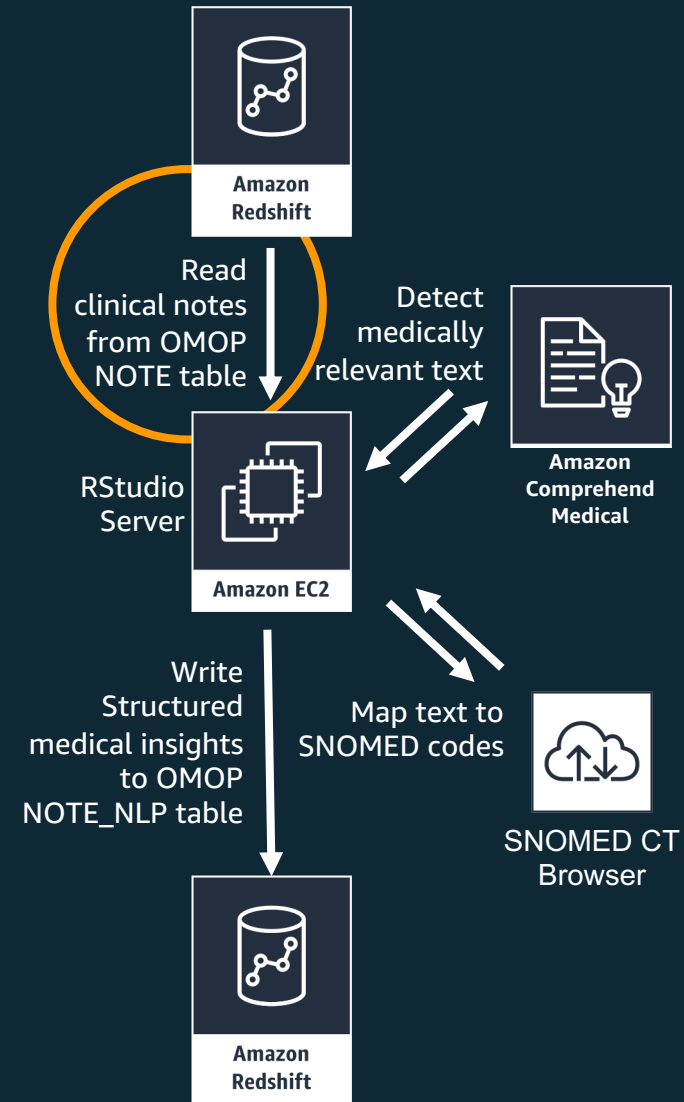 Amazon
Redshift
Read
clinical notes
from OMOP
NOTE table
Detect
medically
relevant text
Amazon
Comprehend
Medical
RStudio
Server
Amazon EC2
Write
Structured
medical insights
to OMOP
NOTE_NLP table
Map text to
SNOMED codes
SNOMED CT
Browser
Amazon
Redshift